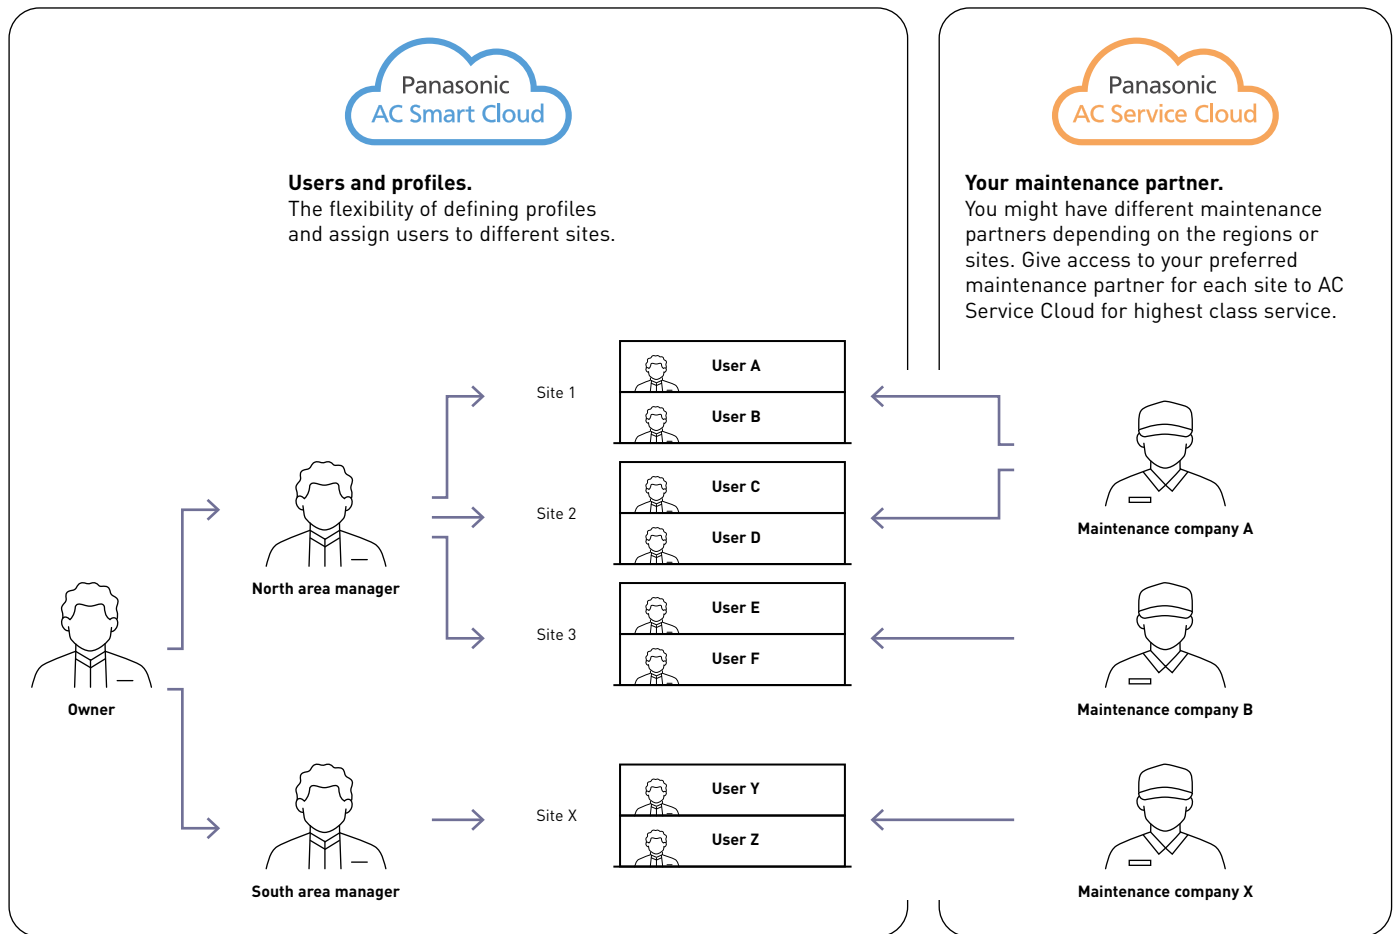 Panasonic
AC Smart Cloud
Users and profiles.
The flexibility of defining profiles
and assign users to different sites.
Panasonic
AC Service Cloud
Your maintenance partner.
You might have different maintenance
partners depending on the regions or
sites. Give access to your preferred
maintenance partner for each site to AC
Service Cloud for highest class service.
Owner
North area manager
South area manager
Site 1
User A
User B
Site 2
User C
User D
Site 3
User E
User F
Site X
User Y
User Z
Maintenance company A
Maintenance company B
Maintenance company X